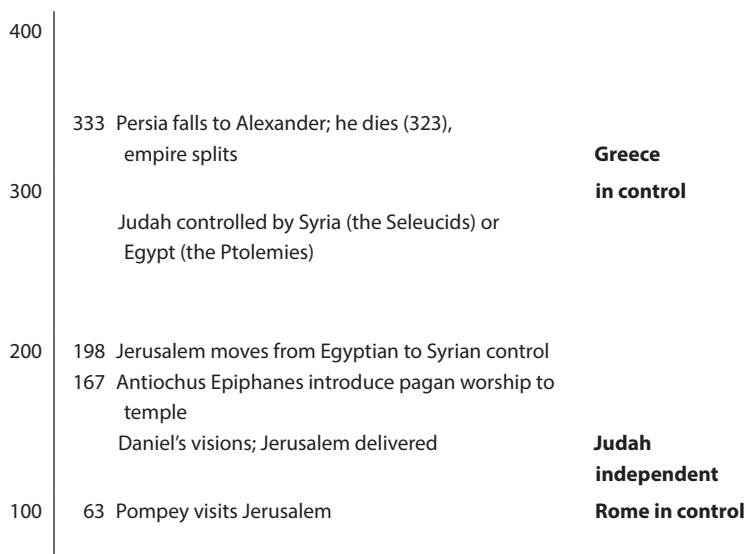 400
333 Persia falls to Alexander; he dies (323),
empire splits Greece
300 in control
Judah controlled by Syria (the Seleucids) or
Egypt (the Ptolemies)
200 198 Jerusalem moves from Egyptian to Syrian control
167 Antiochus Epiphanes introduce pagan worship to
temple
Daniel’s visions; Jerusalem delivered Judah
independent
100 63 Pompey visits Jerusalem Rome in control